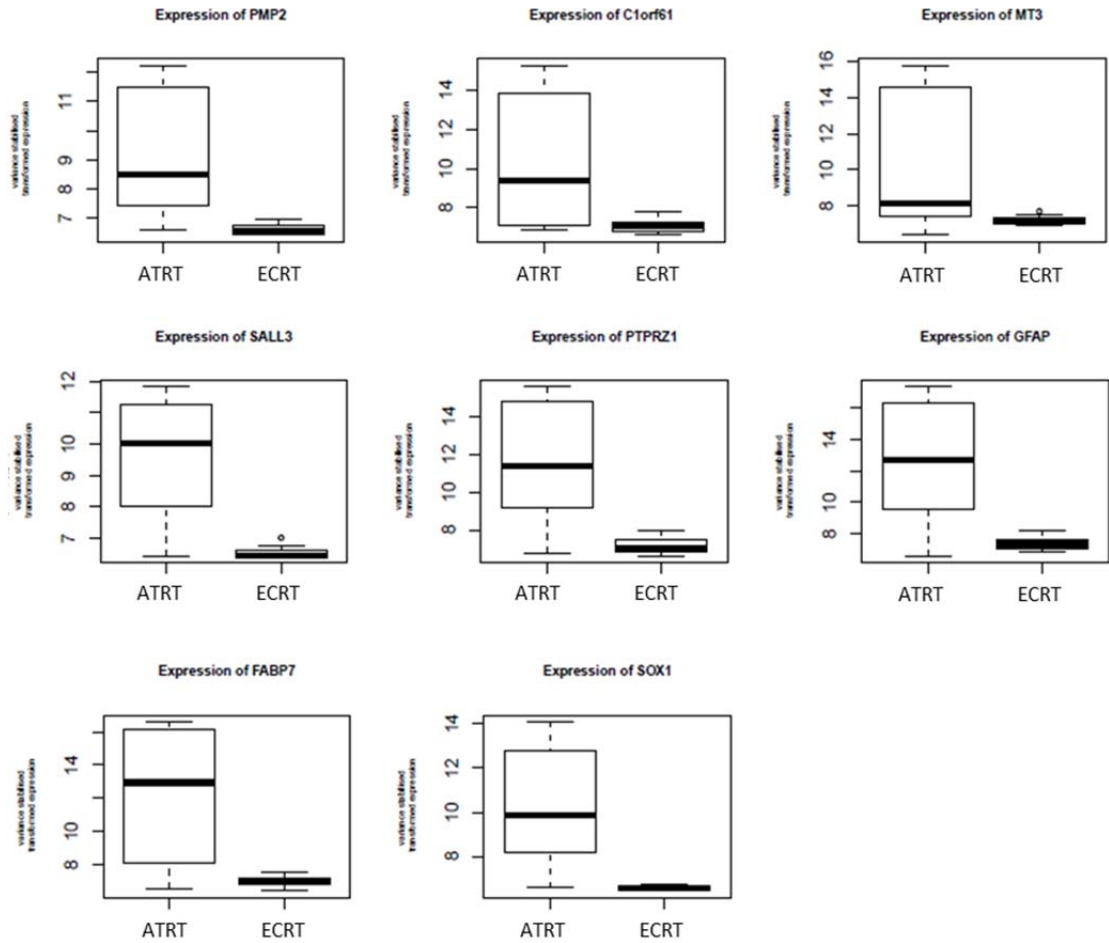 Expression of PMP2
variance stabilised
transformed expression
11
9
8
7
ATRT ECRT
Expression of C1orf61
variance stabilised
transformed expression
14
12
10
8
ATRT ECRT
Expression of MT3
variance stabilised
transformed expression
16
14
12
10
8
ATRT ECRT
Expression of SALL3
variance stabilised
transformed expression
12
10
9
8
7
ATRT ECRT
Expression of PTPRZ1
variance stabilised
transformed expression
14
12
10
8
ATRT ECRT
Expression of GFAP
variance stabilised
transformed expression
14
10
8
ATRT ECRT
Expression of FABP7
variance stabilised
transformed expression
14
10
8
ATRT ECRT
Expression of SOX1
variance stabilised
transformed expression
14
12
10
8
ATRT ECRT